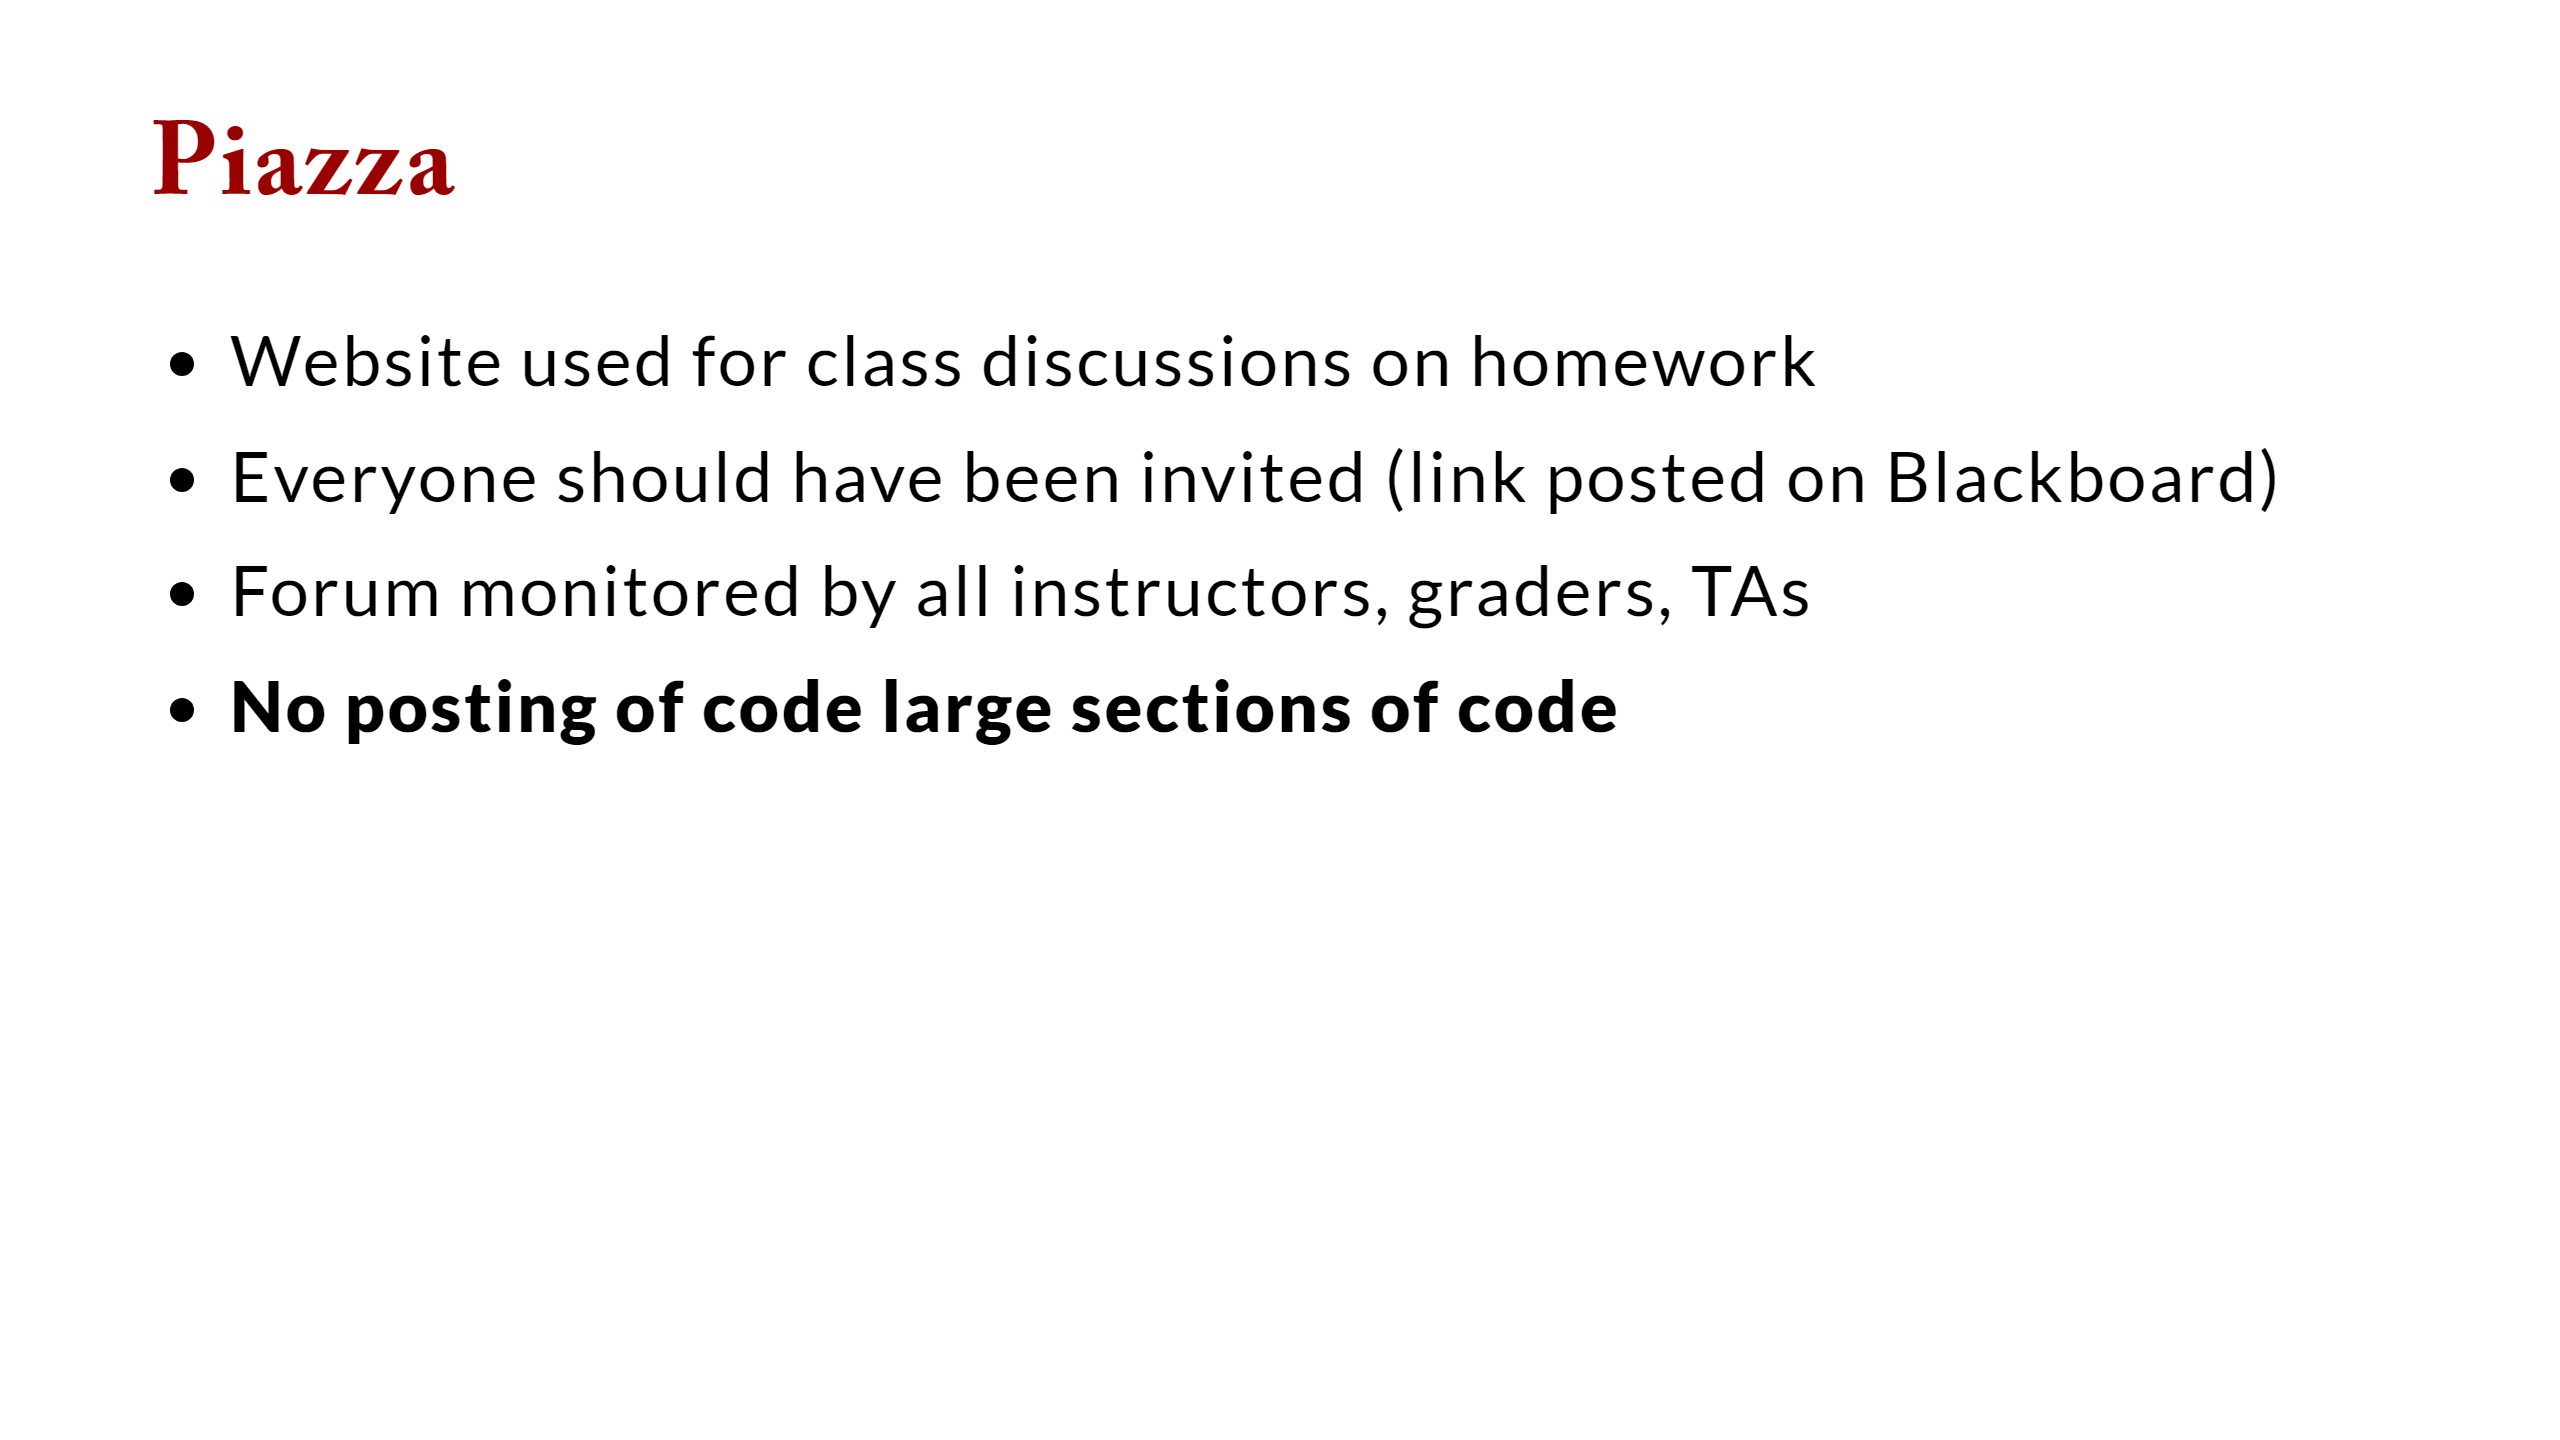 Piazza
• Website used for class discussions on homework
• Everyone should have been invited (link posted on Blackboard)
• Forum monitored by all instructors, graders, TAs
• No posting of code large sections of code